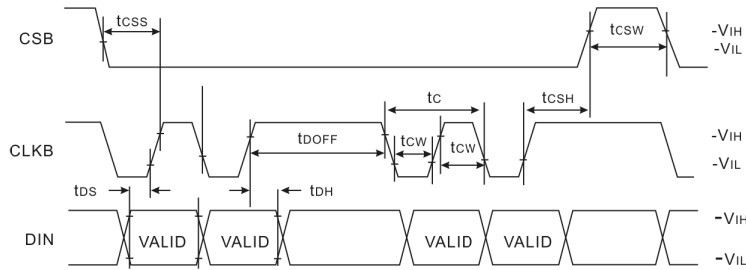 CSB
tCSS
tCSW
-VIH
-VIL
CLKB
tDOFF
tC
tCW
tCW
tCSH
-VIH
-VIL
tDS
tDH
DIN
VALID
VALID
VALID
VALID
-VIH
-VIL